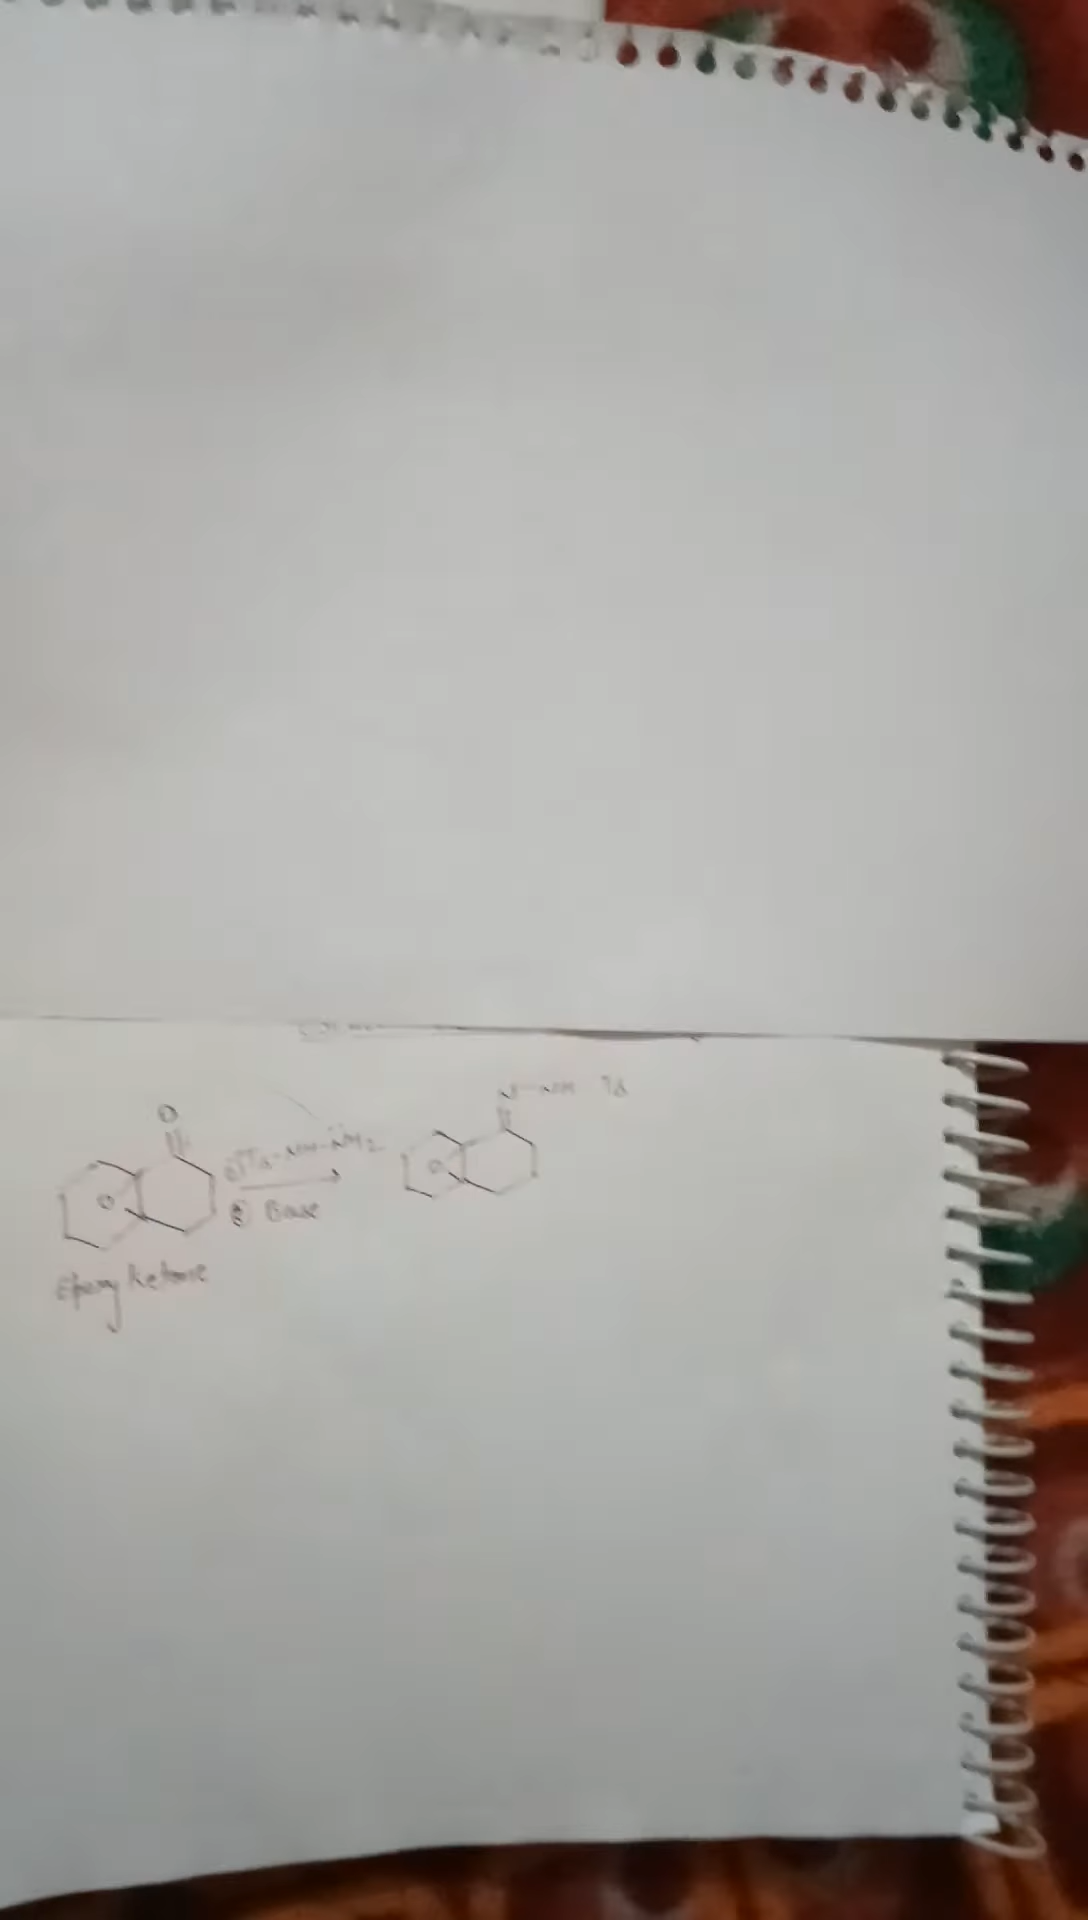 N-NH Ts
O
① Ts-NH-NH2
O
O
② Base
Epoxy ketone